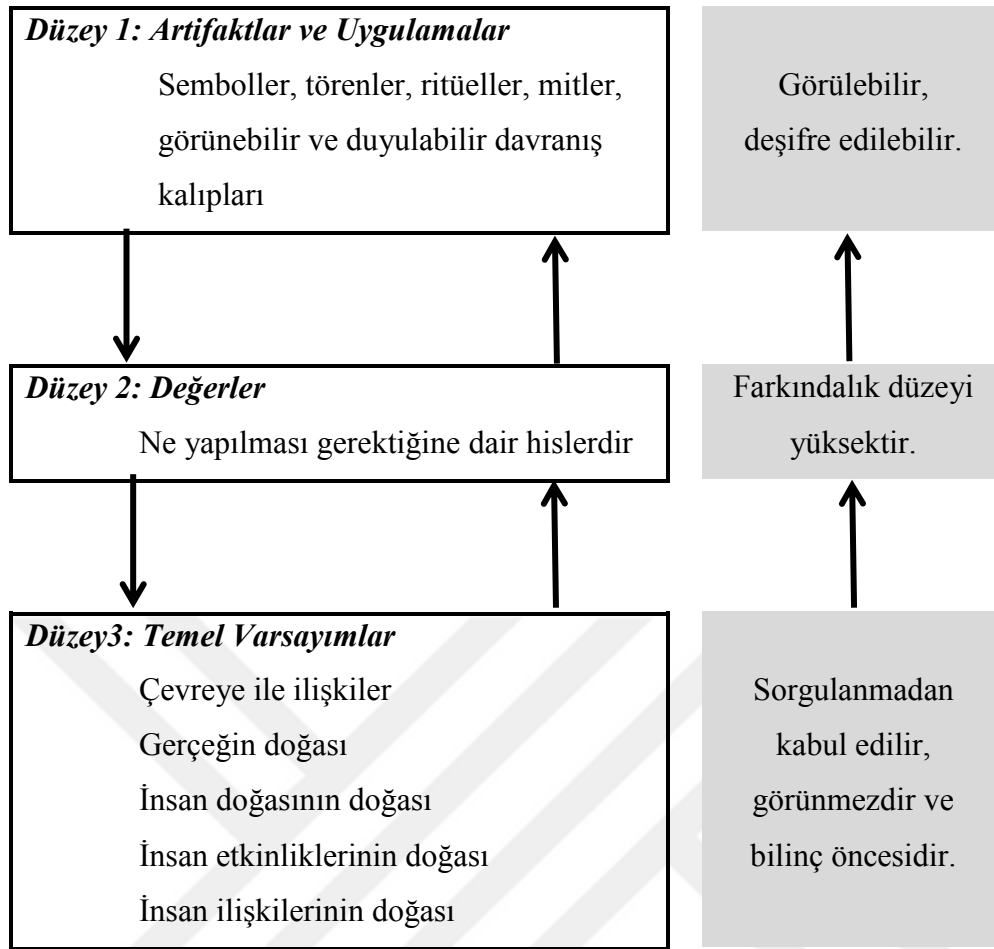 Düzey 1: Artifaktlar ve Uygulamalar
Semboller, törenler, ritüeller, mitler,
görünebilir ve duyulabilir davranış
kalıpları
Görülebilir,
deşifre edilebilir.
Düzey 2: Değerler
Ne yapılması gerektiğine dair hislerdir
Farkındalık düzeyi
yüksektir.
Düzey3: Temel Varsayımlar
Çevreye ile ilişkiler
Gerçeğin doğası
İnsan doğasının doğası
İnsan etkinliklerinin doğası
İnsan ilişkilerinin doğası
Sorgulanmadan
kabul edilir,
görünmezdir ve
bilinç öncesidir.